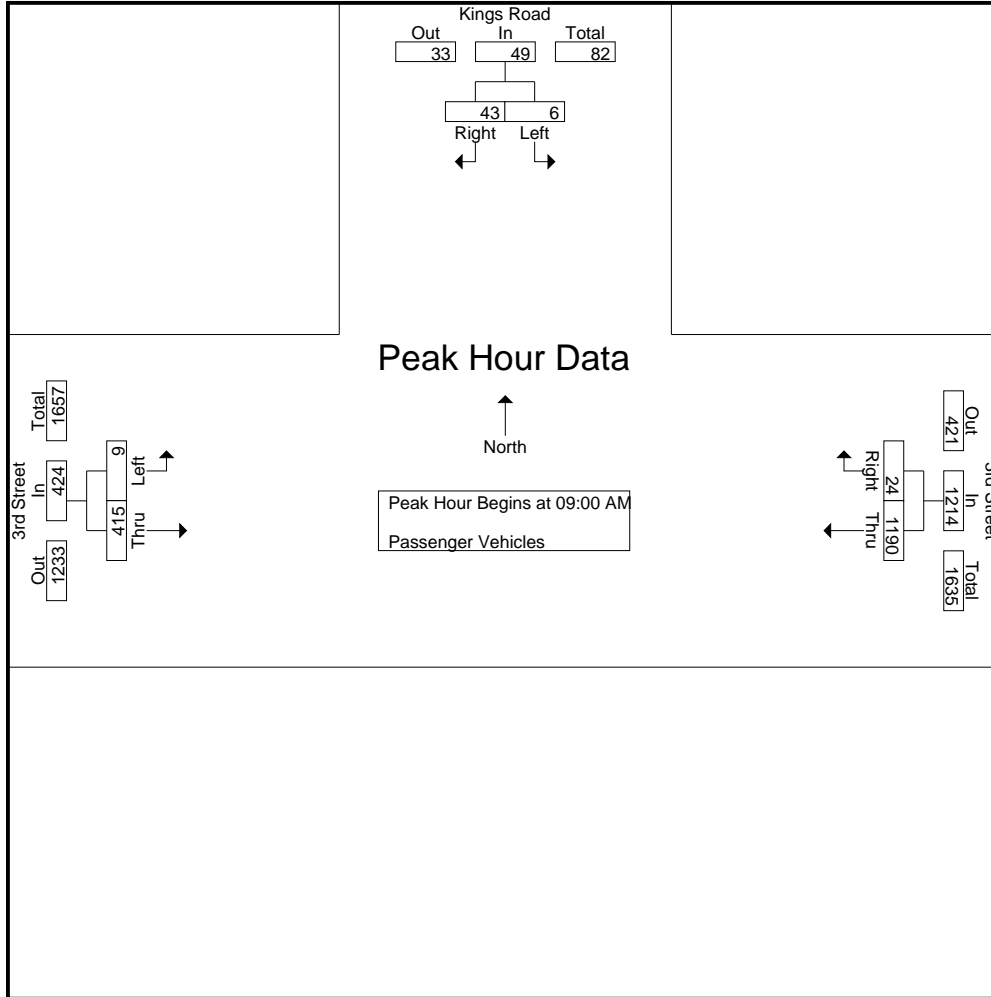 Kings Road
Out In Total
33 49 82
43 6
Right Left
Peak Hour Data
North
Peak Hour Begins at 09:00 AM
Passenger Vehicles
3rd Street
Total In Out
1657 424 1233
9 415
Left Thru
3rd Street
Out In Total
421 1214 1635
24 1190
Right Thru